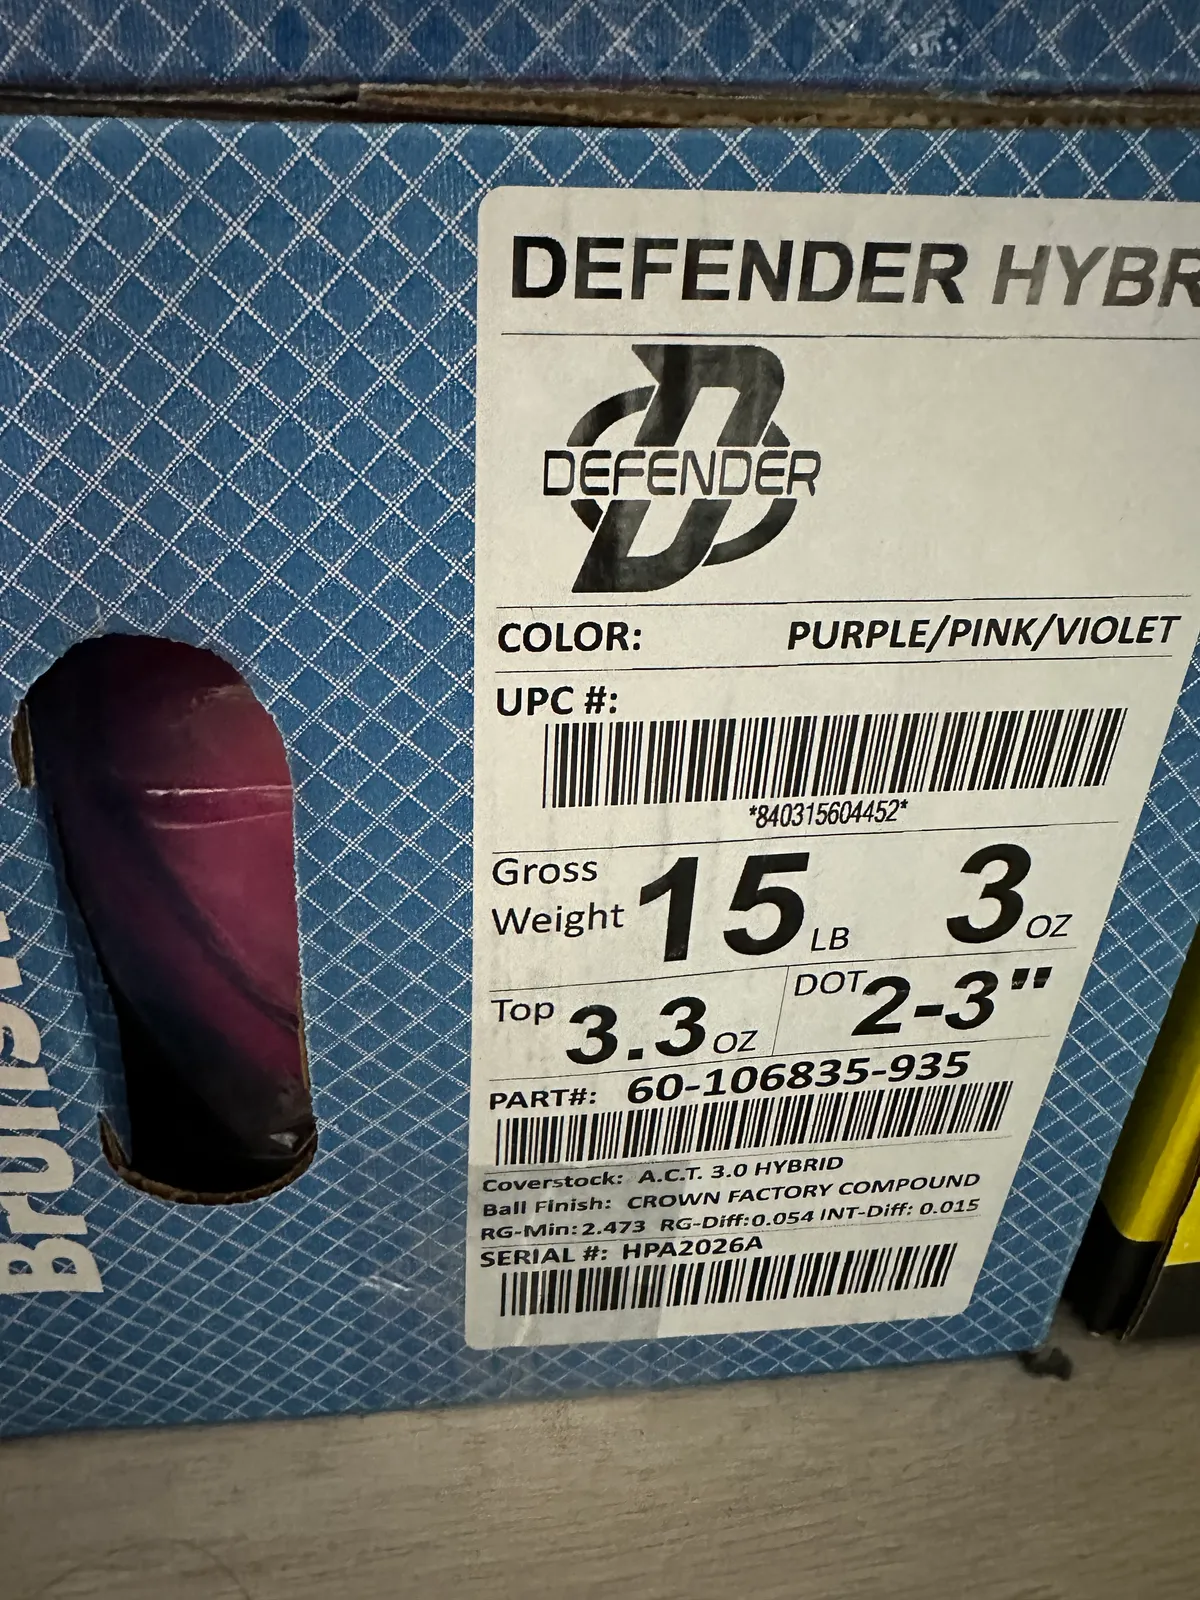 DEFENDER HYBR
DEFENDER
COLOR: PURPLE/PINK/VIOLET
UPC #:
*840315604452*
Gross Weight 15 LB 3 OZ
Top 3.3 OZ DOT 2-3"
PART#: 60-106835-935
Coverstock: A.C.T. 3.0 HYBRID
Ball Finish: CROWN FACTORY COMPOUND
RG-Min: 2.473 RG-Diff: 0.054 INT-Diff: 0.015
SERIAL #: HPA2026A